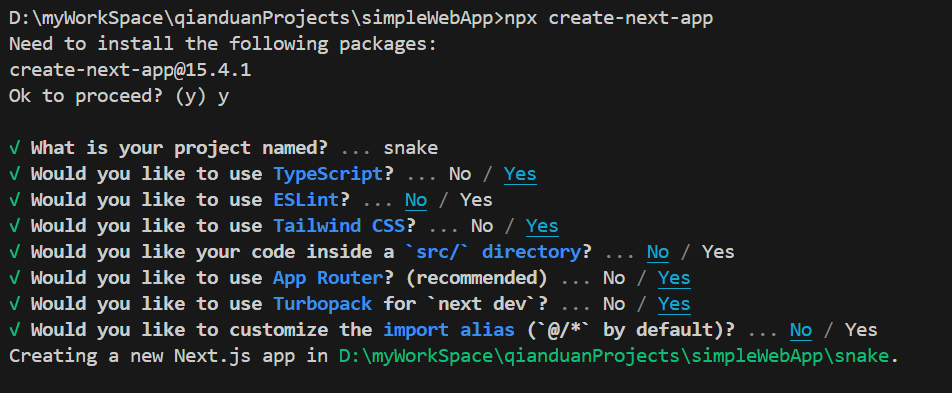 D:\myWorkSpace\qianduanProjects\simpleWebApp>npx create-next-app
Need to install the following packages:
create-next-app@15.4.1
Ok to proceed? (y) y
√ What is your project named? ... snake
√ Would you like to use TypeScript? ... No / Yes
√ Would you like to use ESLint? ... No / Yes
√ Would you like to use Tailwind CSS? ... No / Yes
√ Would you like your code inside a `src/` directory? ... No / Yes
√ Would you like to use App Router? (recommended) ... No / Yes
√ Would you like to use Turbopack for `next dev`? ... No / Yes
√ Would you like to customize the import alias (`@/*` by default)? ... No / Yes
Creating a new Next.js app in D:\myWorkSpace\qianduanProjects\simpleWebApp\snake.